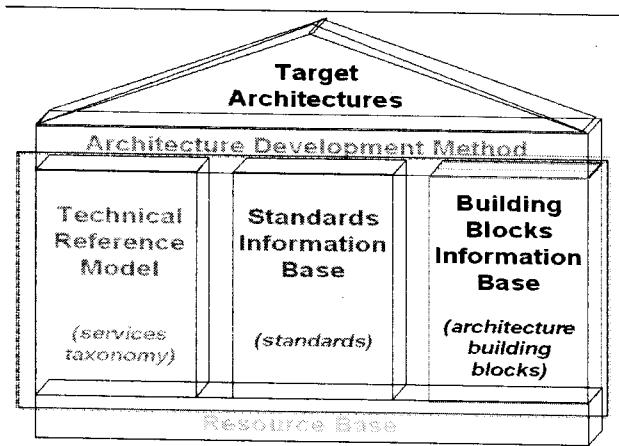 Target
Architectures
Architecture Development Method
Technical
Reference
Model
(services
taxonomy)
Standards
Information
Base
(standards)
Building
Blocks
Information
Base
(architecture
building
blocks)
Resource Base